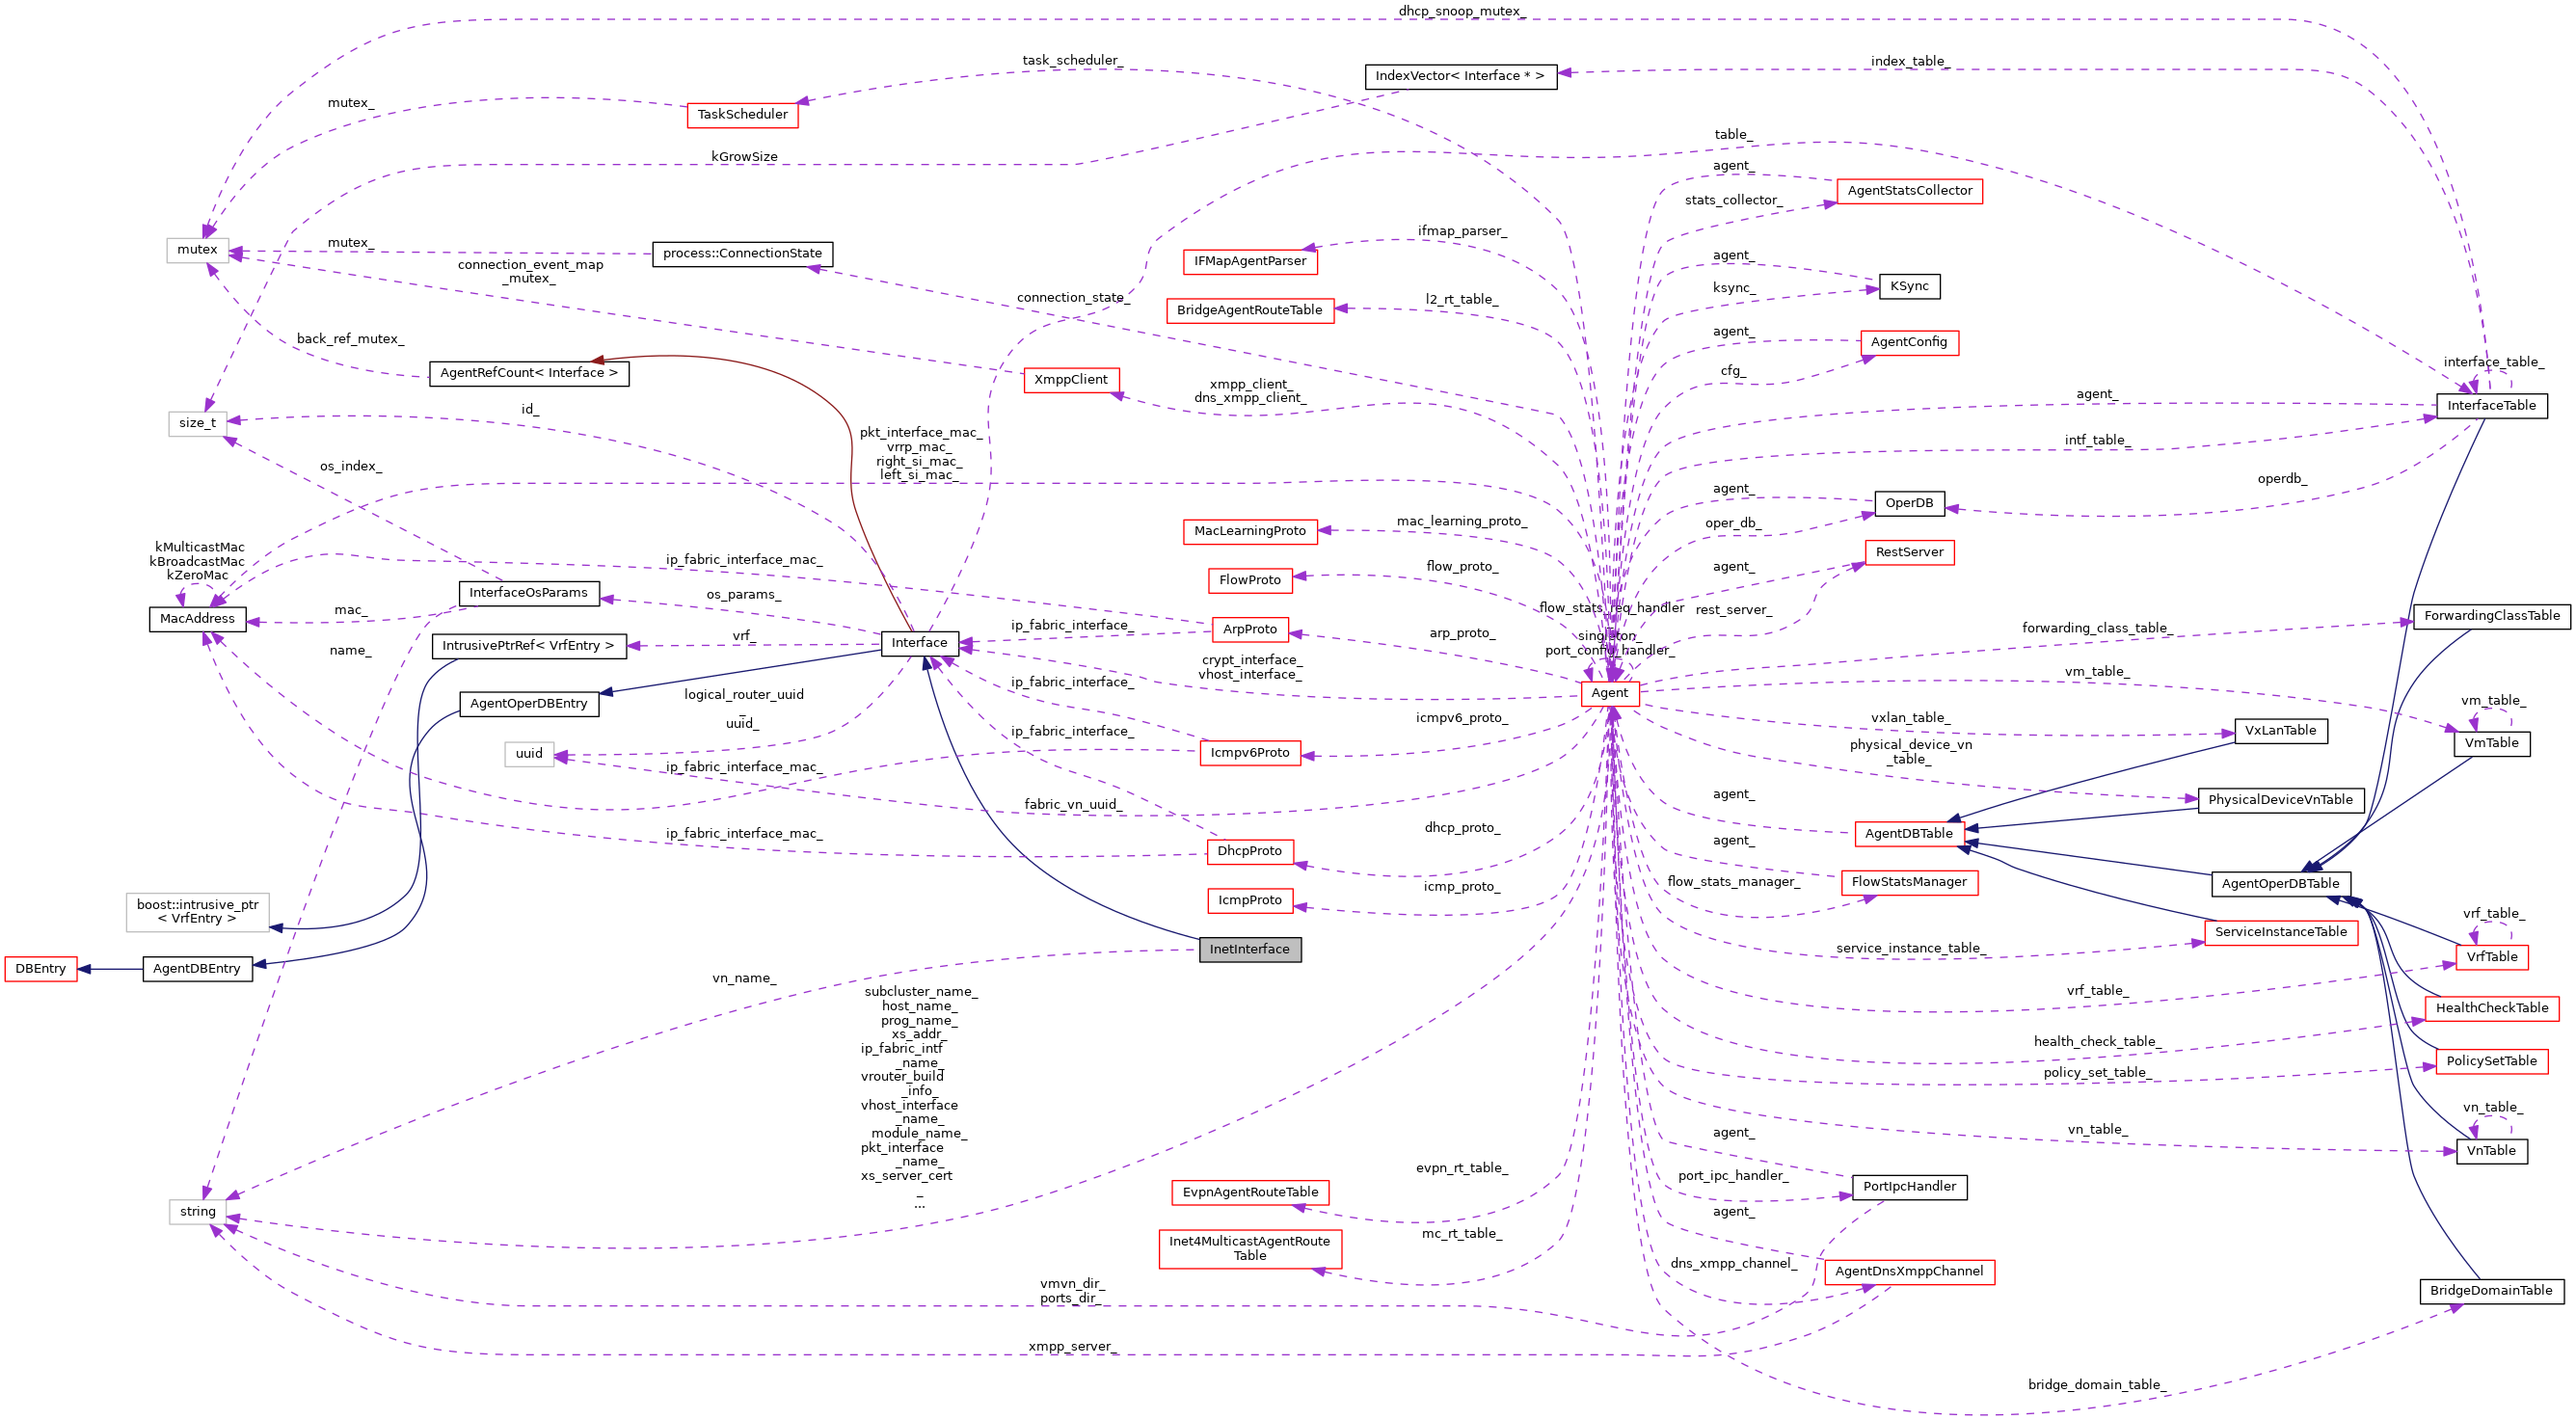 dhcp_snoop_mutex_
task_scheduler_
IndexVector< Interface * >
index_table_
mutex_
TaskScheduler
kGrowSize
table_
agent_
AgentStatsCollector
stats_collector_
mutex
mutex_
process::ConnectionState
ifmap_parser_
IFMapAgentParser
connection_event_map
_mutex_
agent_
KSync
ksync_
connection_state_
l2_rt_table_
BridgeAgentRouteTable
back_ref_mutex_
agent_
AgentConfig
cfg_
interface_table_
AgentRefCount< Interface >
XmppClient
xmpp_client_
dns_xmpp_client_
agent_
InterfaceTable
size_t
id_
pkt_interface_mac_
vrrp_mac_
right_si_mac_
left_si_mac_
intf_table_
os_index_
operdb_
agent_
OperDB
oper_db_
MacLearningProto
mac_learning_proto_
kMulticastMac
kBroadcastMac
kZeroMac
ip_fabric_interface_mac_
RestServer
agent_
FlowProto
flow_proto_
InterfaceOsParams
os_params_
mac_
MacAddress
flow_stats_req_handler
rest_server_
ForwardingClassTable
ip_fabric_interface_
ArpProto
arp_proto_
forwarding_class_table_
singleton_
port_config_handler_
IntrusivePtrRef< VrfEntry >
vrf_
Interface
name_
crypt_interface_
vhost_interface_
ip_fabric_interface_
Agent
vm_table_
AgentOperDBEntry
logical_router_uuid
_
uuid_
icmpv6_proto_
vxlan_table_
VxLanTable
vm_table_
VmTable
ip_fabric_interface_
uuid
Icmpv6Proto
physical_device_vn
_table_
ip_fabric_interface_mac_
agent_
PhysicalDeviceVnTable
fabric_vn_uuid_
ip_fabric_interface_mac_
dhcp_proto_
AgentDBTable
agent_
DhcpProto
icmp_proto_
flow_stats_manager_
FlowStatsManager
AgentOperDBTable
IcmpProto
boost::intrusive_ptr
< VrfEntry >
vrf_table_
InetInterface
service_instance_table_
ServiceInstanceTable
VrfTable
DBEntry
AgentDBEntry
vn_name_
subcluster_name_
host_name_
prog_name_
xs_addr_
ip_fabric_intf
_name_
vrouter_build
_info_
vhost_interface
_name_
module_name_
pkt_interface
_name_
xs_server_cert
_
...
vrf_table_
HealthCheckTable
health_check_table_
PolicySetTable
policy_set_table_
vn_table_
vn_table_
VnTable
agent_
evpn_rt_table_
port_ipc_handler_
PortIpcHandler
EvpnAgentRouteTable
string
agent_
mc_rt_table_
Inet4MulticastAgentRoute
Table
dns_xmpp_channel_
AgentDnsXmppChannel
vmvn_dir_
ports_dir_
BridgeDomainTable
xmpp_server_
bridge_domain_table_